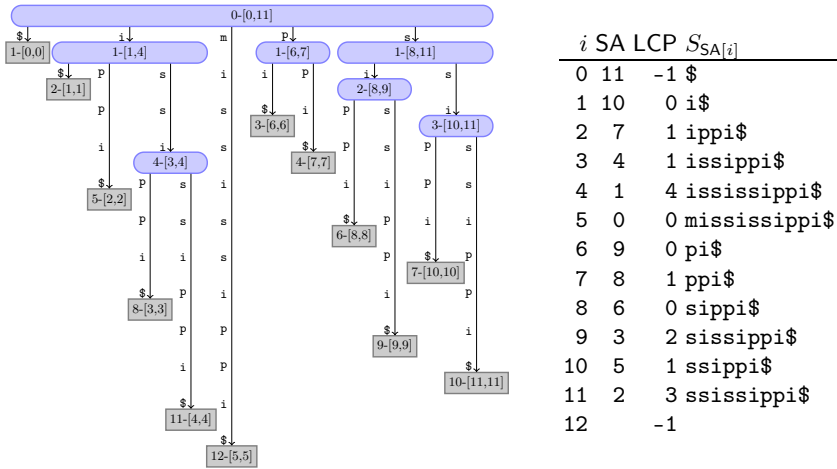 0-[0,11]
$ i m p s
1-[0,0] 1-[1,4] 1-[6,7] 1-[8,11]
$ p s i i p i s
2-[1,1] 2-[8,9]
p s s $ i p s s i
3-[6,6] 3-[10,11]
i i s $ p s p s
4-[3,4] 4-[7,7]
$ p s i i p s
5-[2,2]
p s s i p i i
$ $
6-[8,8]
i i s p p
7-[10,10]
$ p i i p
8-[3,3]
p p $ i
9-[9,9]
i p $
10-[11,11]
$ i
11-[4,4]
$
12-[5,5]
i SA LCP S SA[i]
0 11 -1 $
1 10 0 i$
2 7 1 ippi$
3 4 1 issippi$
4 1 4 ississippi$
5 0 0 mississippi$
6 9 0 pi$
7 8 1 ppi$
8 6 0 sippi$
9 3 2 sissippi$
10 5 1 ssippi$
11 2 3 ssissippi$
12 -1